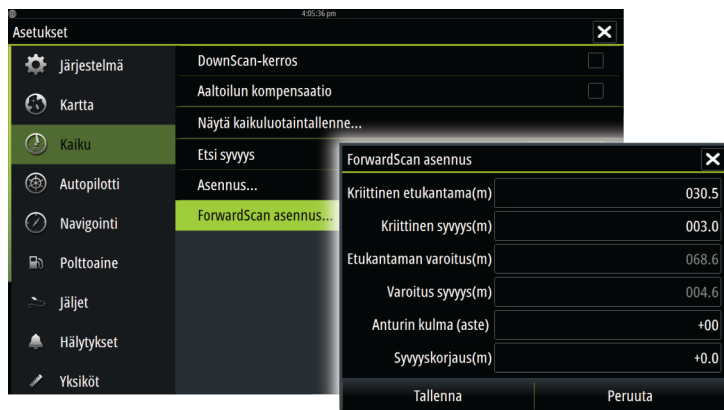 4:05:36 pm
Asetukset
Järjestelmä
Kartta
Kaiku
Autopilotti
Navigointi
Polttoaine
Jäljet
Hälytykset
Yksiköt
DownScan-kerros
Aaltoilun kompensaatio
Näytä kaikuluotaintallenne...
Etsi syvyys
Asennus...
ForwardScan asennus...
ForwardScan asennus
Kriittinen etukantama(m) 030.5
Kriittinen syvyys(m) 003.0
Etukantaman varoitus(m) 068.6
Varoitus syvyys(m) 004.6
Anturin kulma (aste) +00
Syvyyskorjaus(m) +0.0
Tallenna Peruuta